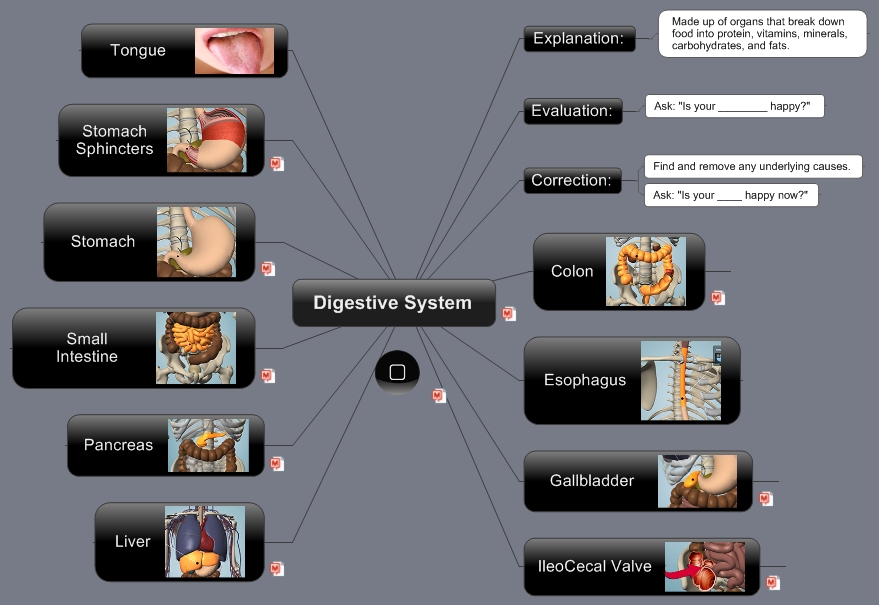 Tongue
Stomach
Sphincters
Stomach
Small
Intestine
Pancreas
Liver
Digestive System
Explanation:
Made up of organs that break down
food into protein, vitamins, minerals,
carbohydrates, and fats.
Evaluation:
Ask: "Is your ________ happy?"
Correction:
Find and remove any underlying causes.
Ask: "Is your ____ happy now?"
Colon
Esophagus
Gallbladder
IleoCecal Valve